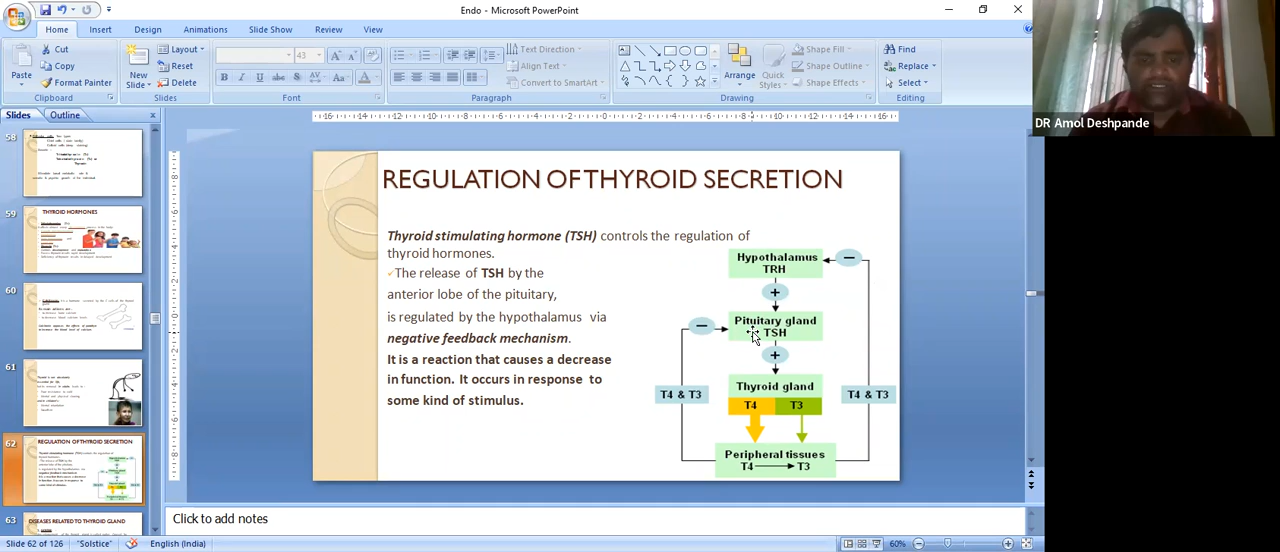 Endo - Microsoft PowerPoint
Home Insert Design Animations Slide Show Review View
Cut
Copy
Format Painter
Paste
Clipboard
New
Slide
Layout
Reset
Delete
Slides
43
B I U S abc AV Aa A
Font
Text Direction
Align Text
Convert to SmartArt
Paragraph
Arrange
Quick
Styles
Shape Fill
Shape Outline
Shape Effects
Drawing
Find
Replace
Select
Editing
DR Amol Deshpande
Slides Outline
58
59
THYROID HORMONES
60
61
62
REGULATION OF THYROID SECRETION
63
DISEASES RELATED TO THYROID GLAND
REGULATION OF THYROID SECRETION
Thyroid stimulating hormone (TSH) controls the regulation of
thyroid hormones.
✓The release of TSH by the
anterior lobe of the pituitary,
is regulated by the hypothalamus via
negative feedback mechanism.
It is a reaction that causes a decrease
in function. It occurs in response to
some kind of stimulus.
Hypothalamus
TRH
−
+
Pituitary gland
TSH
−
+
Thyroid gland
T4 T3
T4 & T3
T4 & T3
Peripheral tissues
T4 T3
Click to add notes
Slide 62 of 126 "Solstice" English (India) 60%